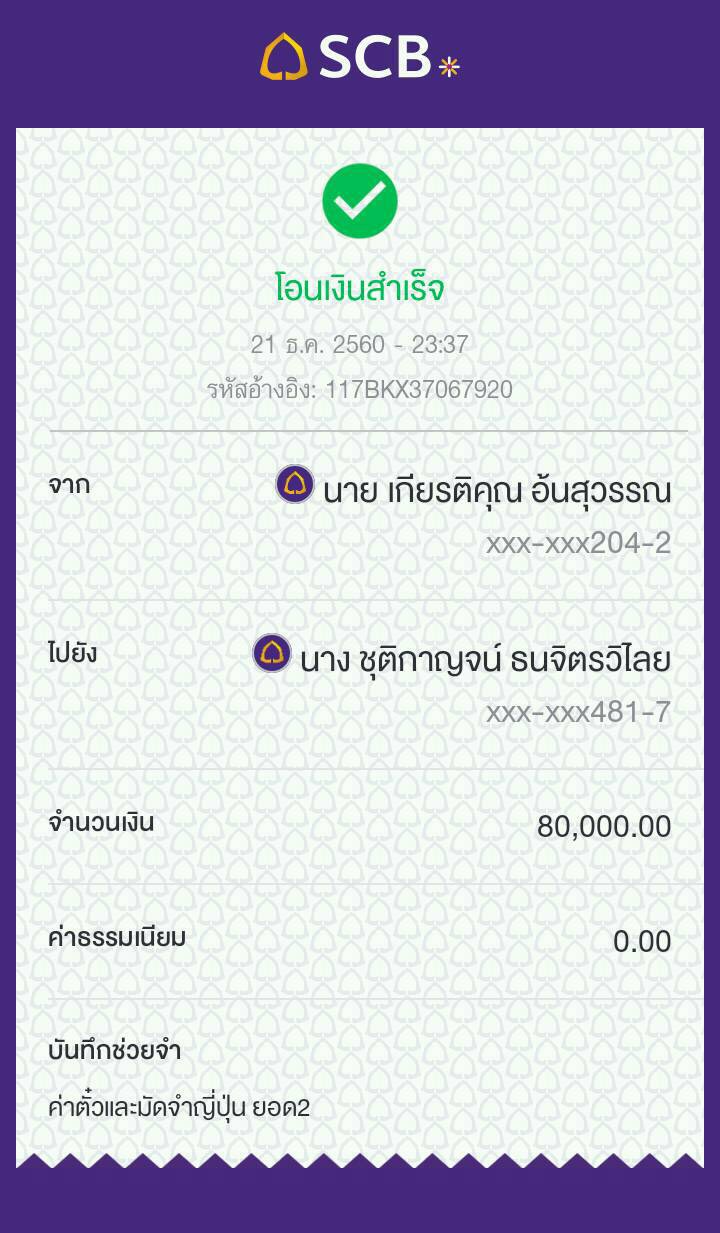 SCB
โอนเงินสำเร็จ
21 ธ.ค. 2560 - 23:37
รหัสอ้างอิง: 117BKX37067920
จาก
นาย เกียรติคุณ อ้นสุวรรณ
xxx-xxx204-2
ไปยัง
นาง ชุติกาญจน์ ธนจิตรวิไลย
xxx-xxx481-7
จำนวนเงิน
80,000.00
ค่าธรรมเนียม
0.00
บันทึกช่วยจำ
ค่าตั๋วและมัดจำญี่ปุ่น ยอด2